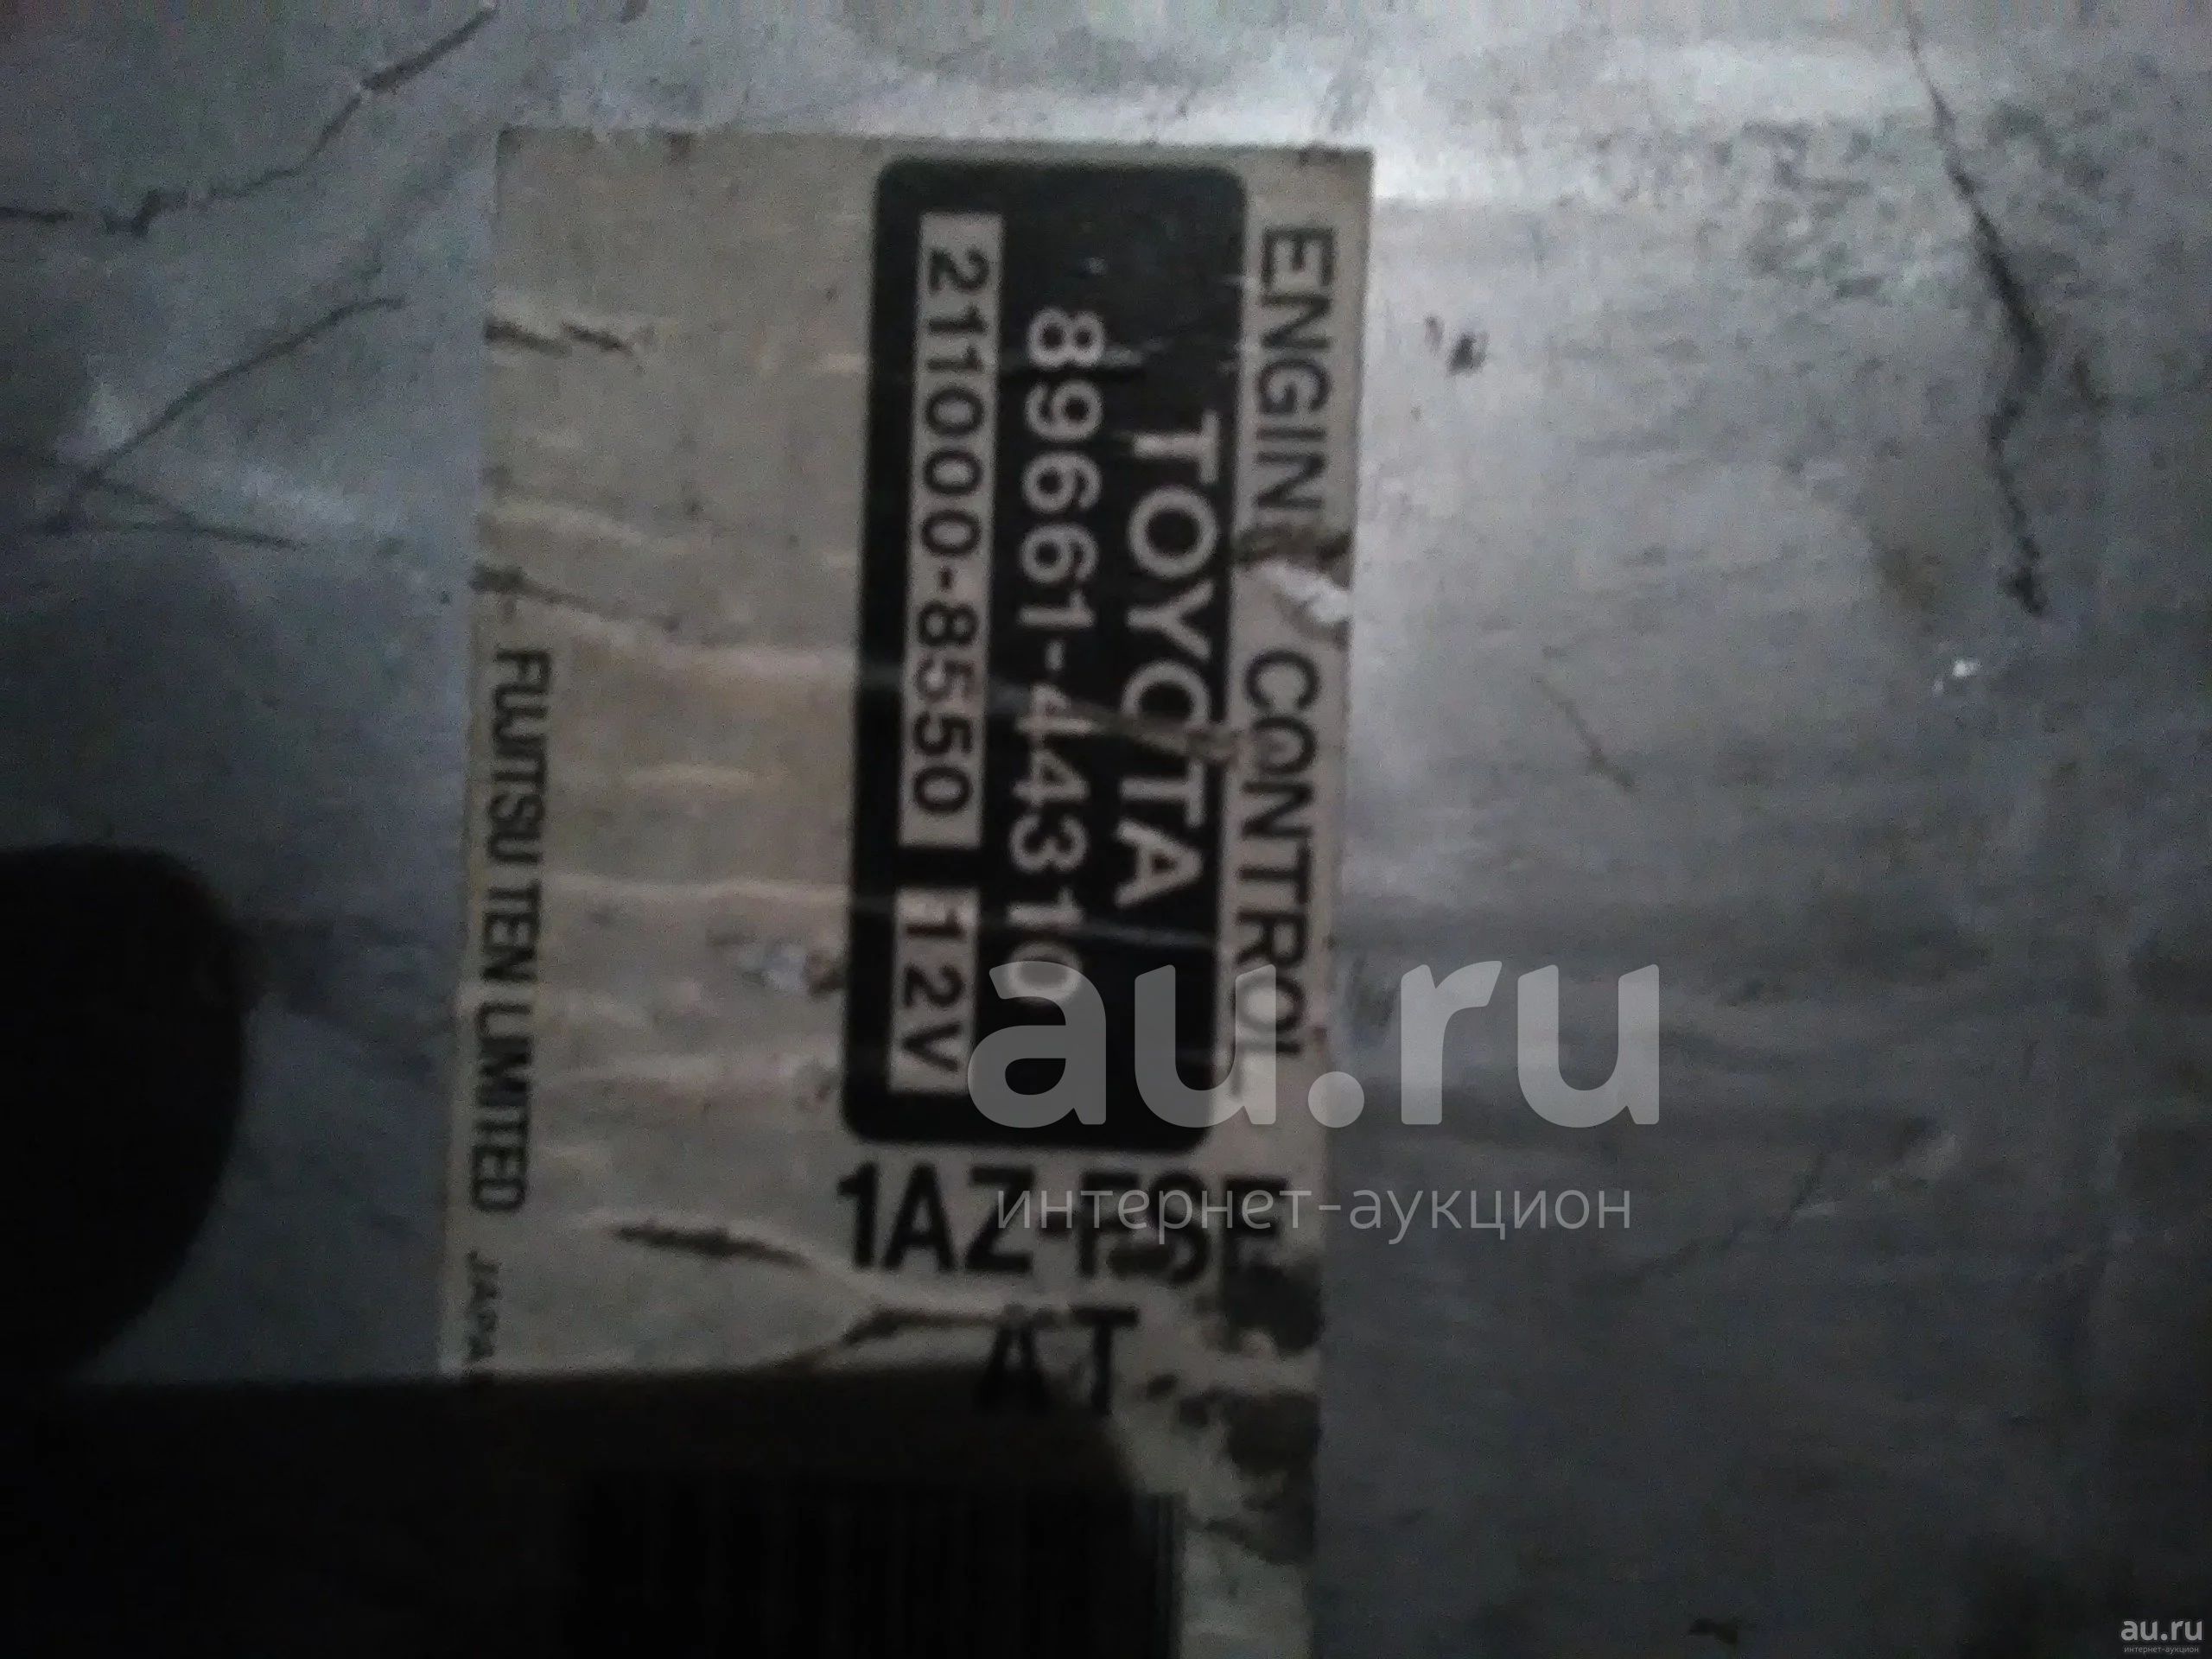 ENGINE CONTROL
TOYOTA
89661-44310
211000-8550 12V
1AZ-FSE
AT
FUJITSU TEN LIMITED
au.ru
интернет-аукцион
au.ru
интернет-аукцион